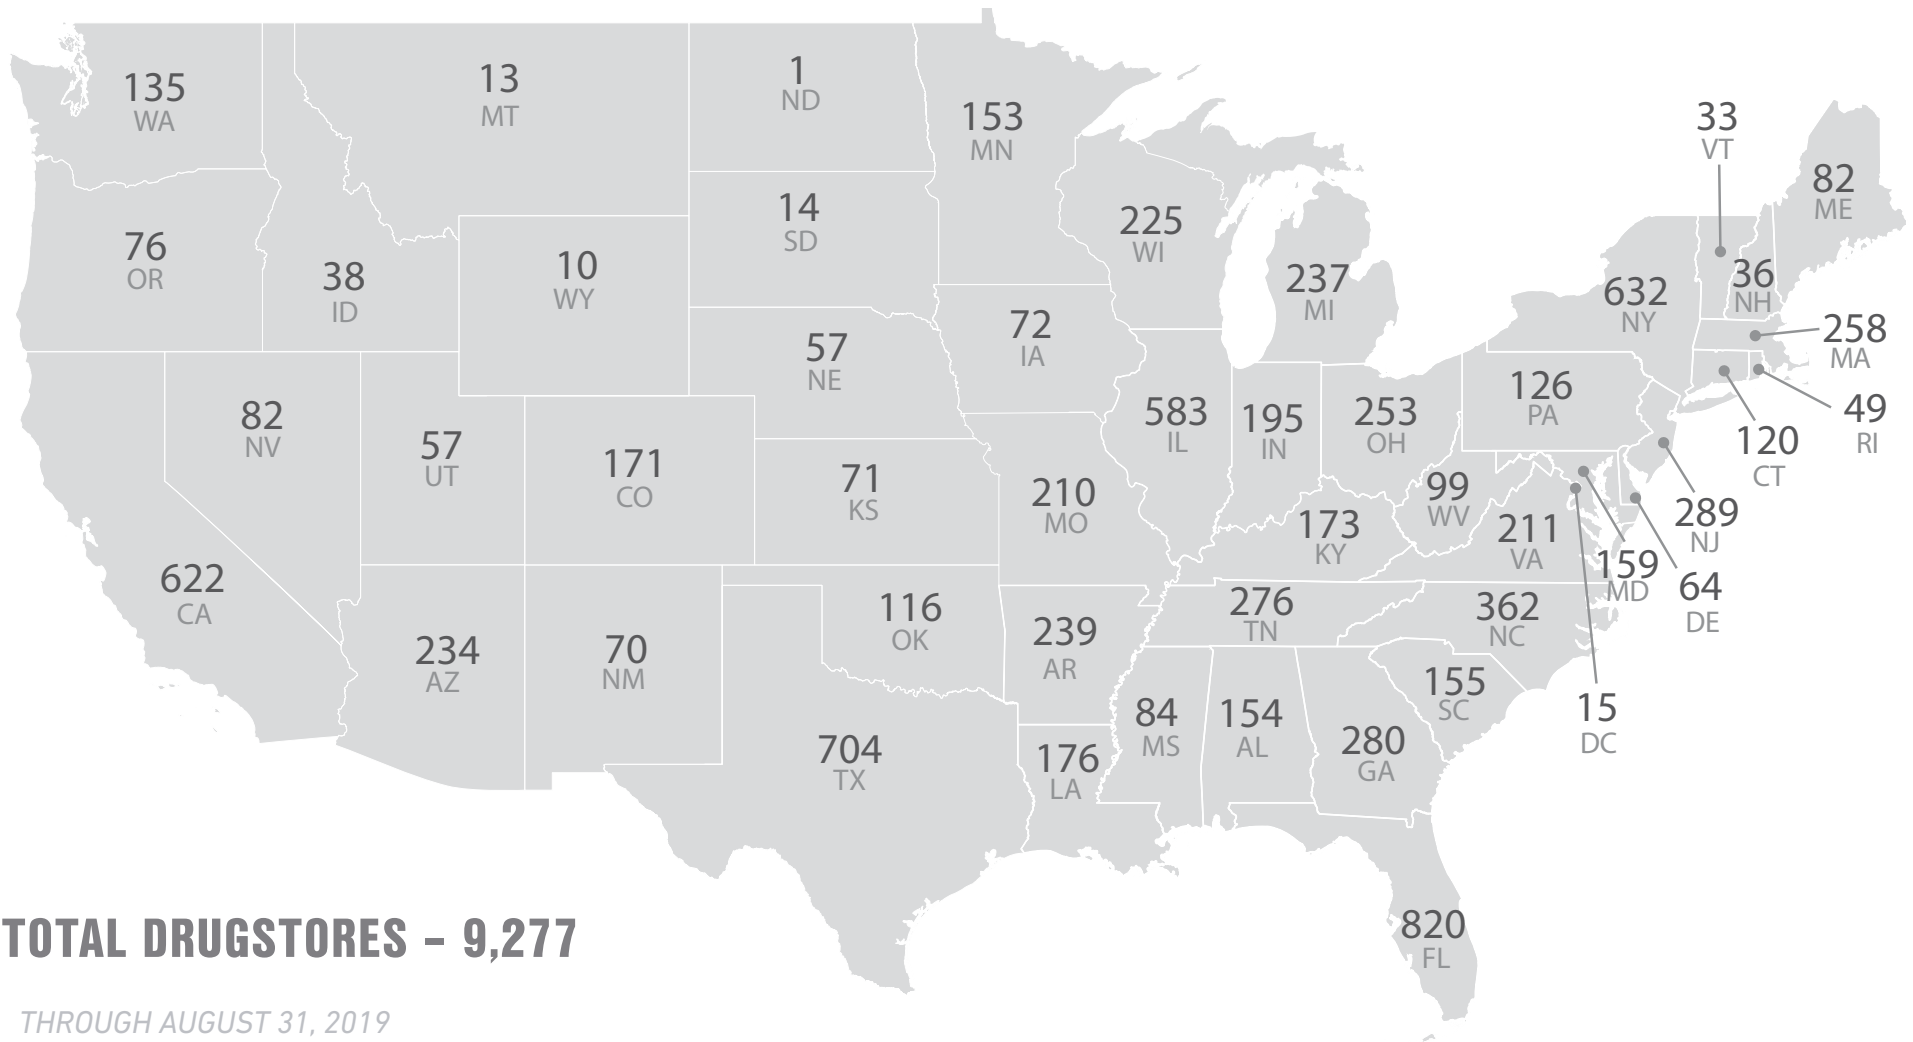 135
WA
13
MT
1
ND
153
MN
33
VT
82
ME
76
OR
38
ID
10
WY
14
SD
225
WI
237
MI
632
NY
36
NH
258
MA
72
IA
57
NE
126
PA
49
RI
120
CT
82
NV
57
UT
171
CO
71
KS
210
MO
583
IL
195
IN
253
OH
99
WV
289
NJ
173
KY
211
VA
159
MD
64
DE
622
CA
234
AZ
70
NM
116
OK
239
AR
276
TN
362
NC
155
SC
15
DC
704
TX
176
LA
84
MS
154
AL
280
GA
820
FL
TOTAL DRUGSTORES – 9,277
THROUGH AUGUST 31, 2019